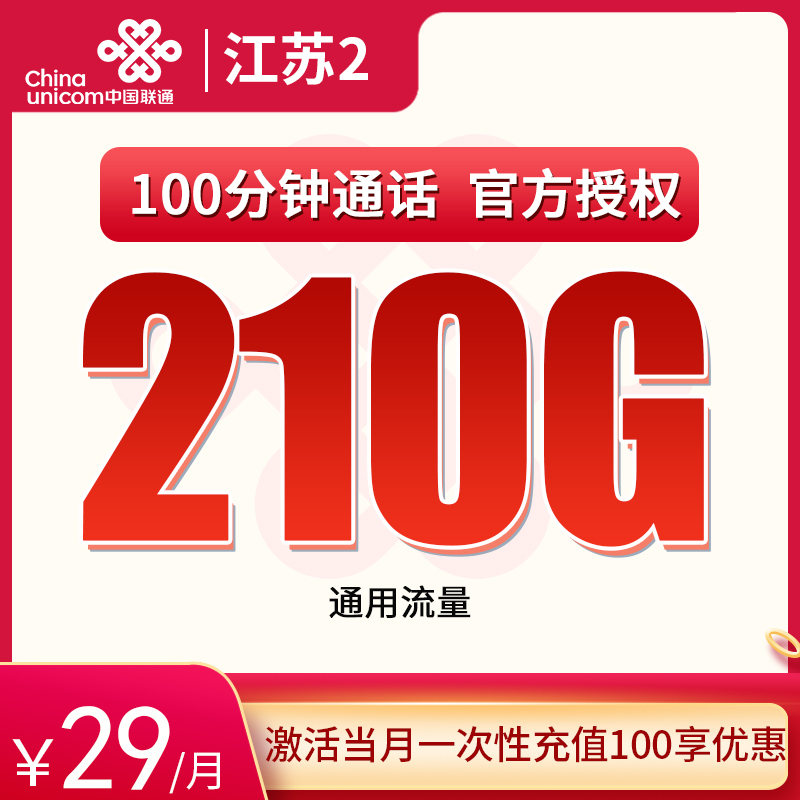 China
unicom中国联通
江苏2
100分钟通话 官方授权
210G
通用流量
¥29/月
激活当月一次性充值100享优惠